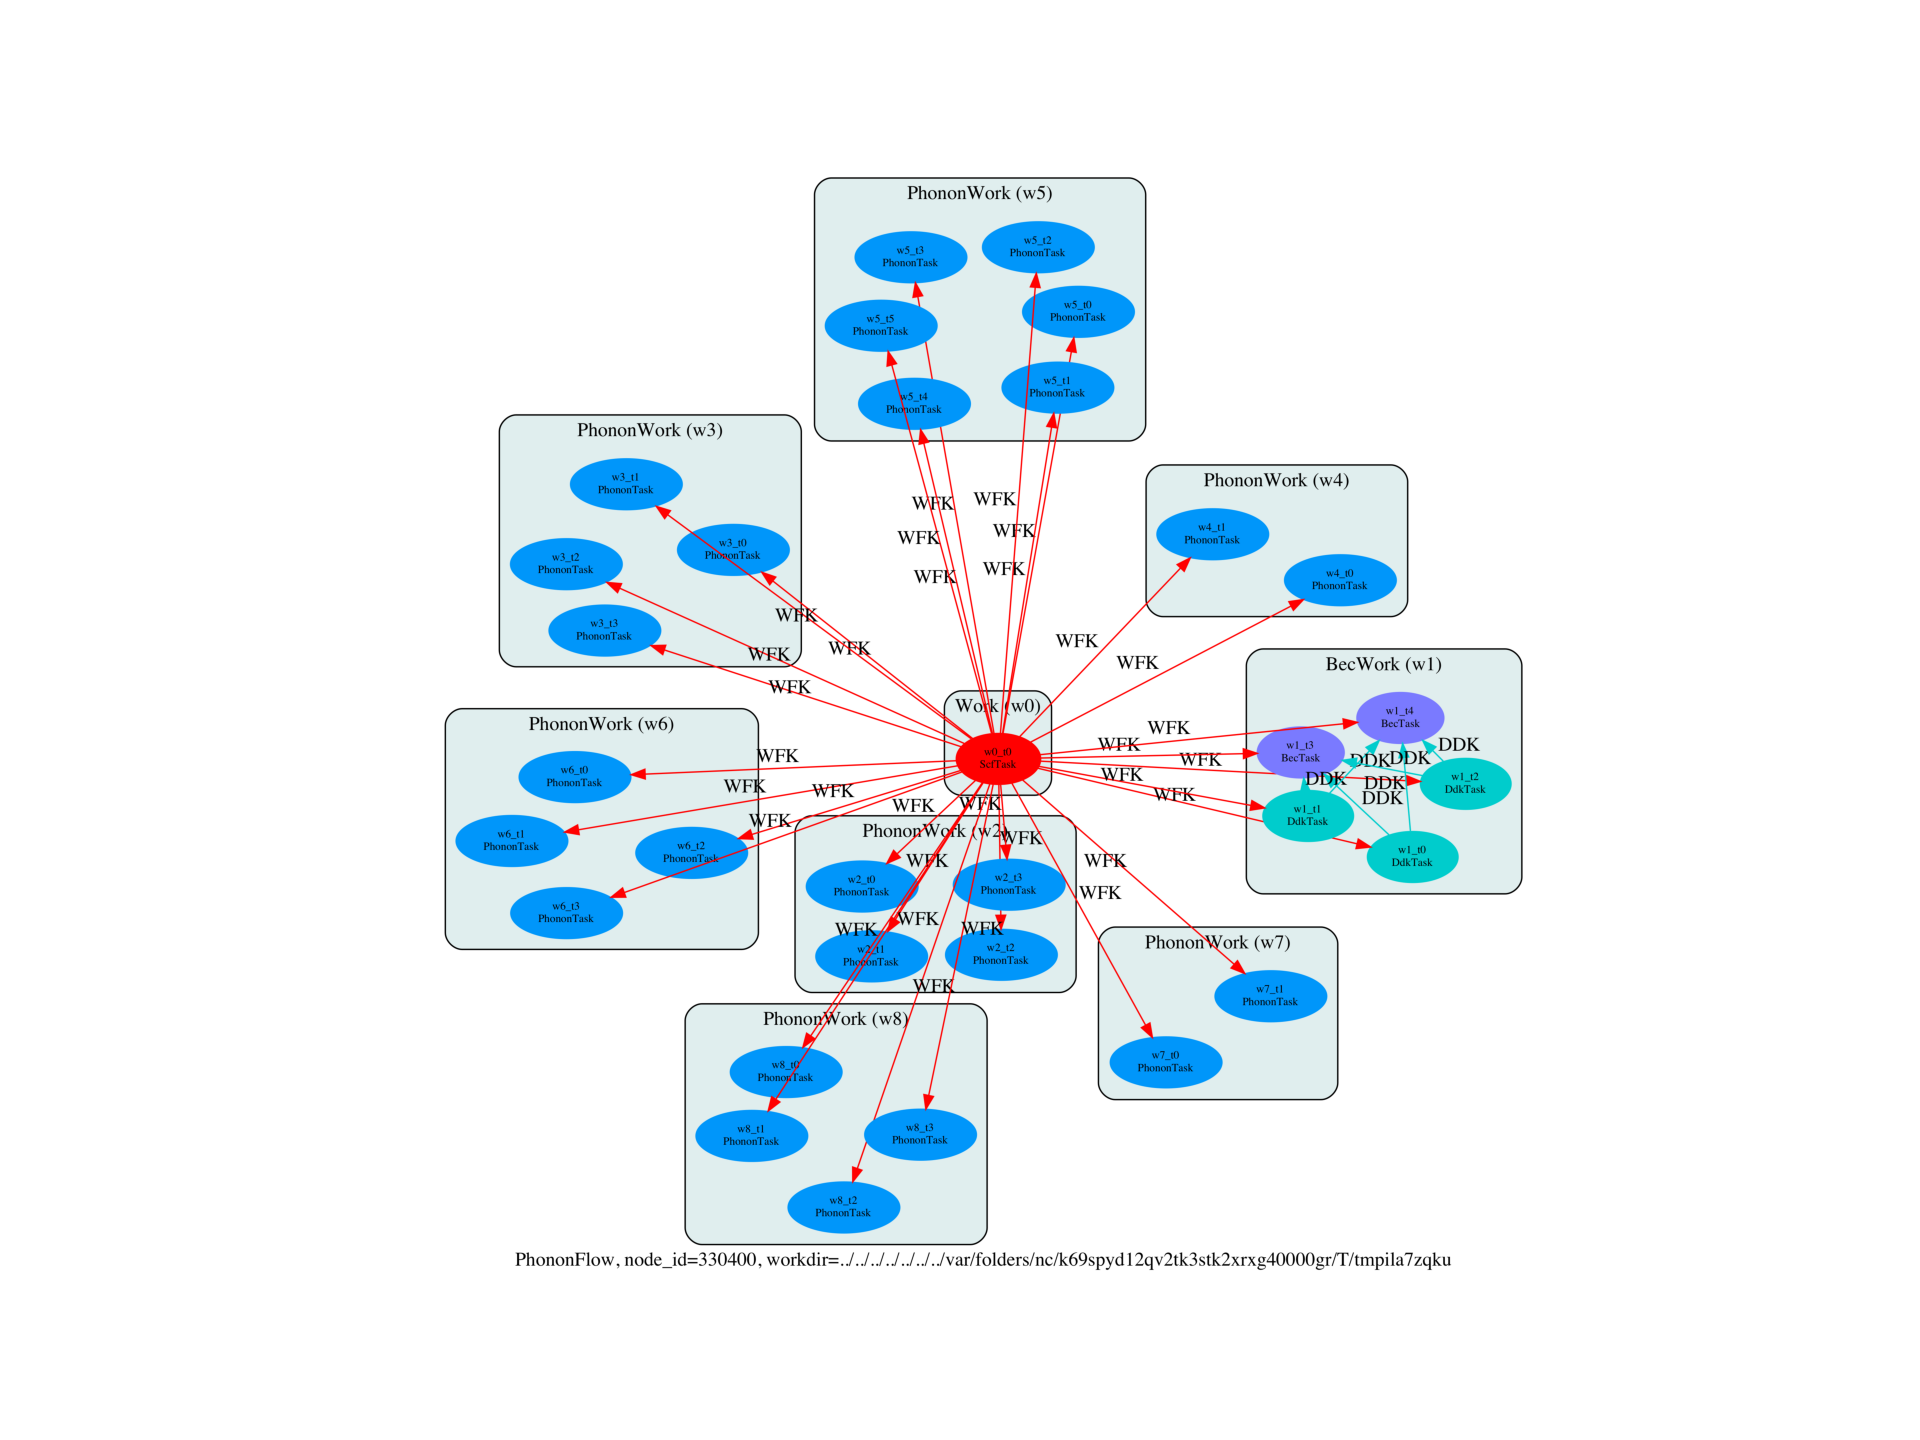 PhononWork (w5)
w5_t3
PhononTask
w5_t2
PhononTask
w5_t5
PhononTask
w5_t0
PhononTask
w5_t4
PhononTask
w5_t1
PhononTask
PhononWork (w3)
w3_t1
PhononTask
w3_t0
PhononTask
w3_t2
PhononTask
w3_t3
PhononTask
PhononWork (w4)
w4_t1
PhononTask
w4_t0
PhononTask
WFK
WFK
WFK
WFK
WFK
WFK
WFK
WFK
WFK
WFK
WFK
WFK
BecWork (w1)
w1_t4
BecTask
w1_t3
BecTask
w1_t2
DdkTask
w1_t1
DdkTask
w1_t0
DdkTask
WFK
WFK
WFK
WFK
WFK
DDK
DDK
DDK
DDK
DDK
DDK
Work (w0)
w0_t0
ScfTask
PhononWork (w6)
w6_t0
PhononTask
w6_t1
PhononTask
w6_t2
PhononTask
w6_t3
PhononTask
WFK
WFK
WFK
WFK
PhononWork (w2)
w2_t0
PhononTask
w2_t3
PhononTask
w2_t1
PhononTask
w2_t2
PhononTask
WFK
WFK
WFK
WFK
WFK
WFK
WFK
WFK
WFK
WFK
PhononWork (w7)
w7_t1
PhononTask
w7_t0
PhononTask
PhononWork (w8)
w8_t0
PhononTask
w8_t1
PhononTask
w8_t3
PhononTask
w8_t2
PhononTask
PhononFlow, node_id=330400, workdir=../../../../../../../var/folders/nc/k69spyd12qv2tk3stk2xrxg40000gr/T/tmpila7zqku